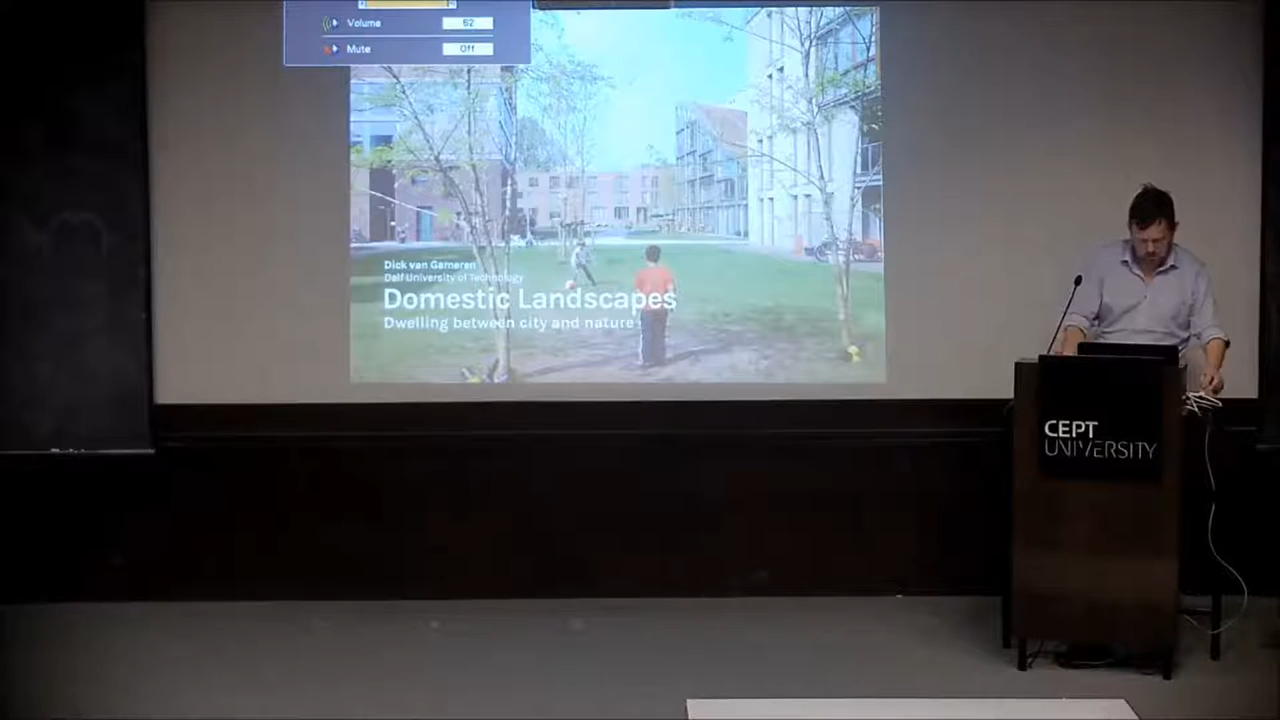 Volume 52
Mute Off
Dick van Gameren
Delf University of Technology
Domestic Landscapes
Dwelling between city and nature
CEPT
UNIVERSITY